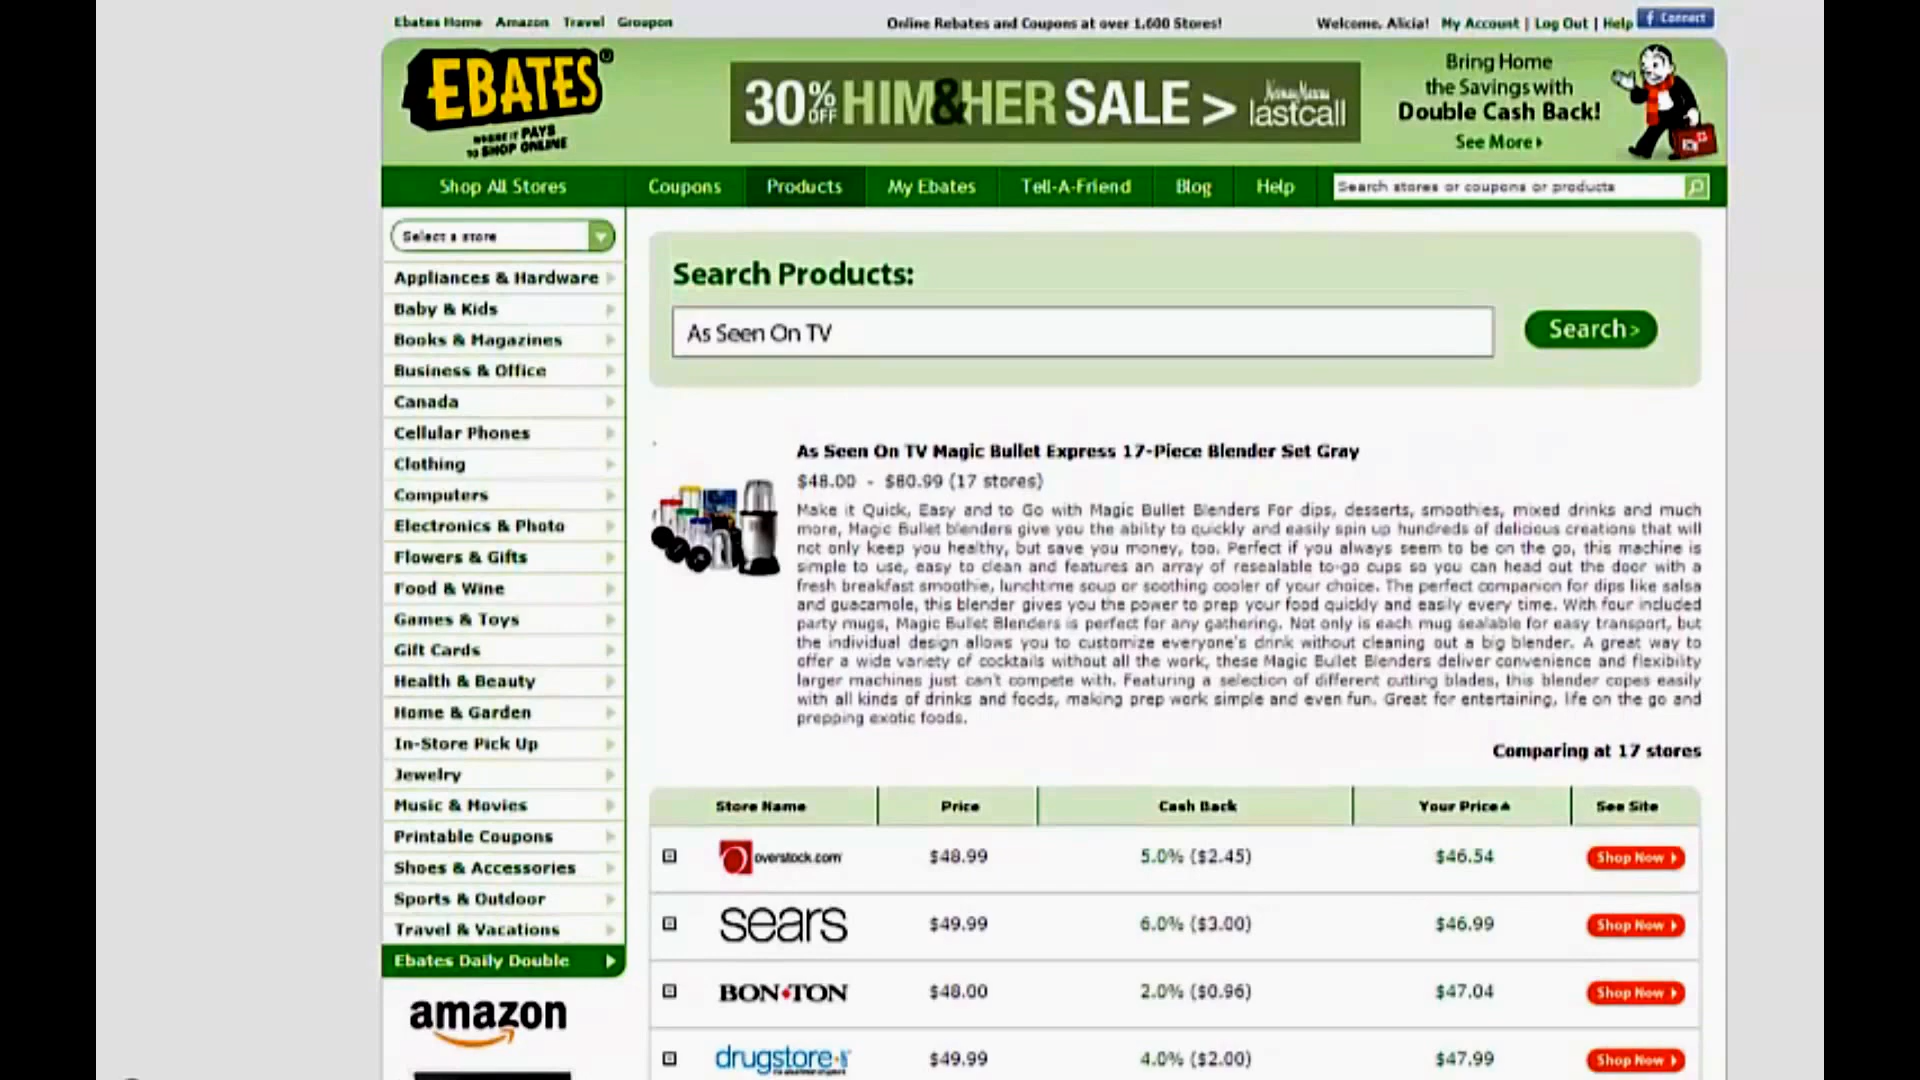 Ebates Home Amazon Travel Groupon
Online Rebates and Coupons at over 1,600 Stores!
Welcome, Alicia! My Account | Log Out | Help
f Connect
EBATES®
WHERE IT PAYS
TO SHOP ONLINE
30% OFF HIM&HER SALE > Neiman Marcus lastcall
Bring Home
the Savings with
Double Cash Back!
See More
Shop All Stores Coupons Products My Ebates Tell-A-Friend Blog Help Search stores or coupons or products
Select a store
Appliances & Hardware
Baby & Kids
Books & Magazines
Business & Office
Canada
Cellular Phones
Clothing
Computers
Electronics & Photo
Flowers & Gifts
Food & Wine
Games & Toys
Gift Cards
Health & Beauty
Home & Garden
In-Store Pick Up
Jewelry
Music & Movies
Printable Coupons
Shoes & Accessories
Sports & Outdoor
Travel & Vacations
Ebates Daily Double
amazon
Search Products:
As Seen On TV
Search >
As Seen On TV Magic Bullet Express 17-Piece Blender Set Gray
$48.00 - $80.99 (17 stores)
Make it Quick, Easy and to Go with Magic Bullet Blenders For dips, desserts, smoothies, mixed drinks and much
more, Magic Bullet blenders give you the ability to quickly and easily spin up hundreds of delicious creations that will
not only keep you healthy, but save you money, too. Perfect if you always seem to be on the go, this machine is
simple to use, easy to clean and features an array of resealable to-go cups so you can head out the door with a
fresh breakfast smoothie, lunchtime soup or soothing cooler of your choice. The perfect companion for dips like salsa
and guacamole, this blender gives you the power to prep your food quickly and easily every time. With four included
party mugs, Magic Bullet Blenders is perfect for any gathering. Not only is each mug sealable for easy transport, but
the individual design allows you to customize everyone's drink without cleaning out a big blender. A great way to
offer a wide variety of cocktails without all the work, these Magic Bullet Blenders deliver convenience and flexibility
larger machines just can't compete with. Featuring a selection of different cutting blades, this blender copes easily
with all kinds of drinks and foods, making prep work simple and even fun. Great for entertaining, life on the go and
prepping exotic foods.
Comparing at 17 stores
Store Name Price Cash Back Your Price See Site
overstock.com $48.99 5.0% ($2.45) $46.54 Shop Now
sears $49.99 6.0% ($3.00) $46.99 Shop Now
BON•TON $48.00 2.0% ($0.96) $47.04 Shop Now
drugstore $49.99 4.0% ($2.00) $47.99 Shop Now